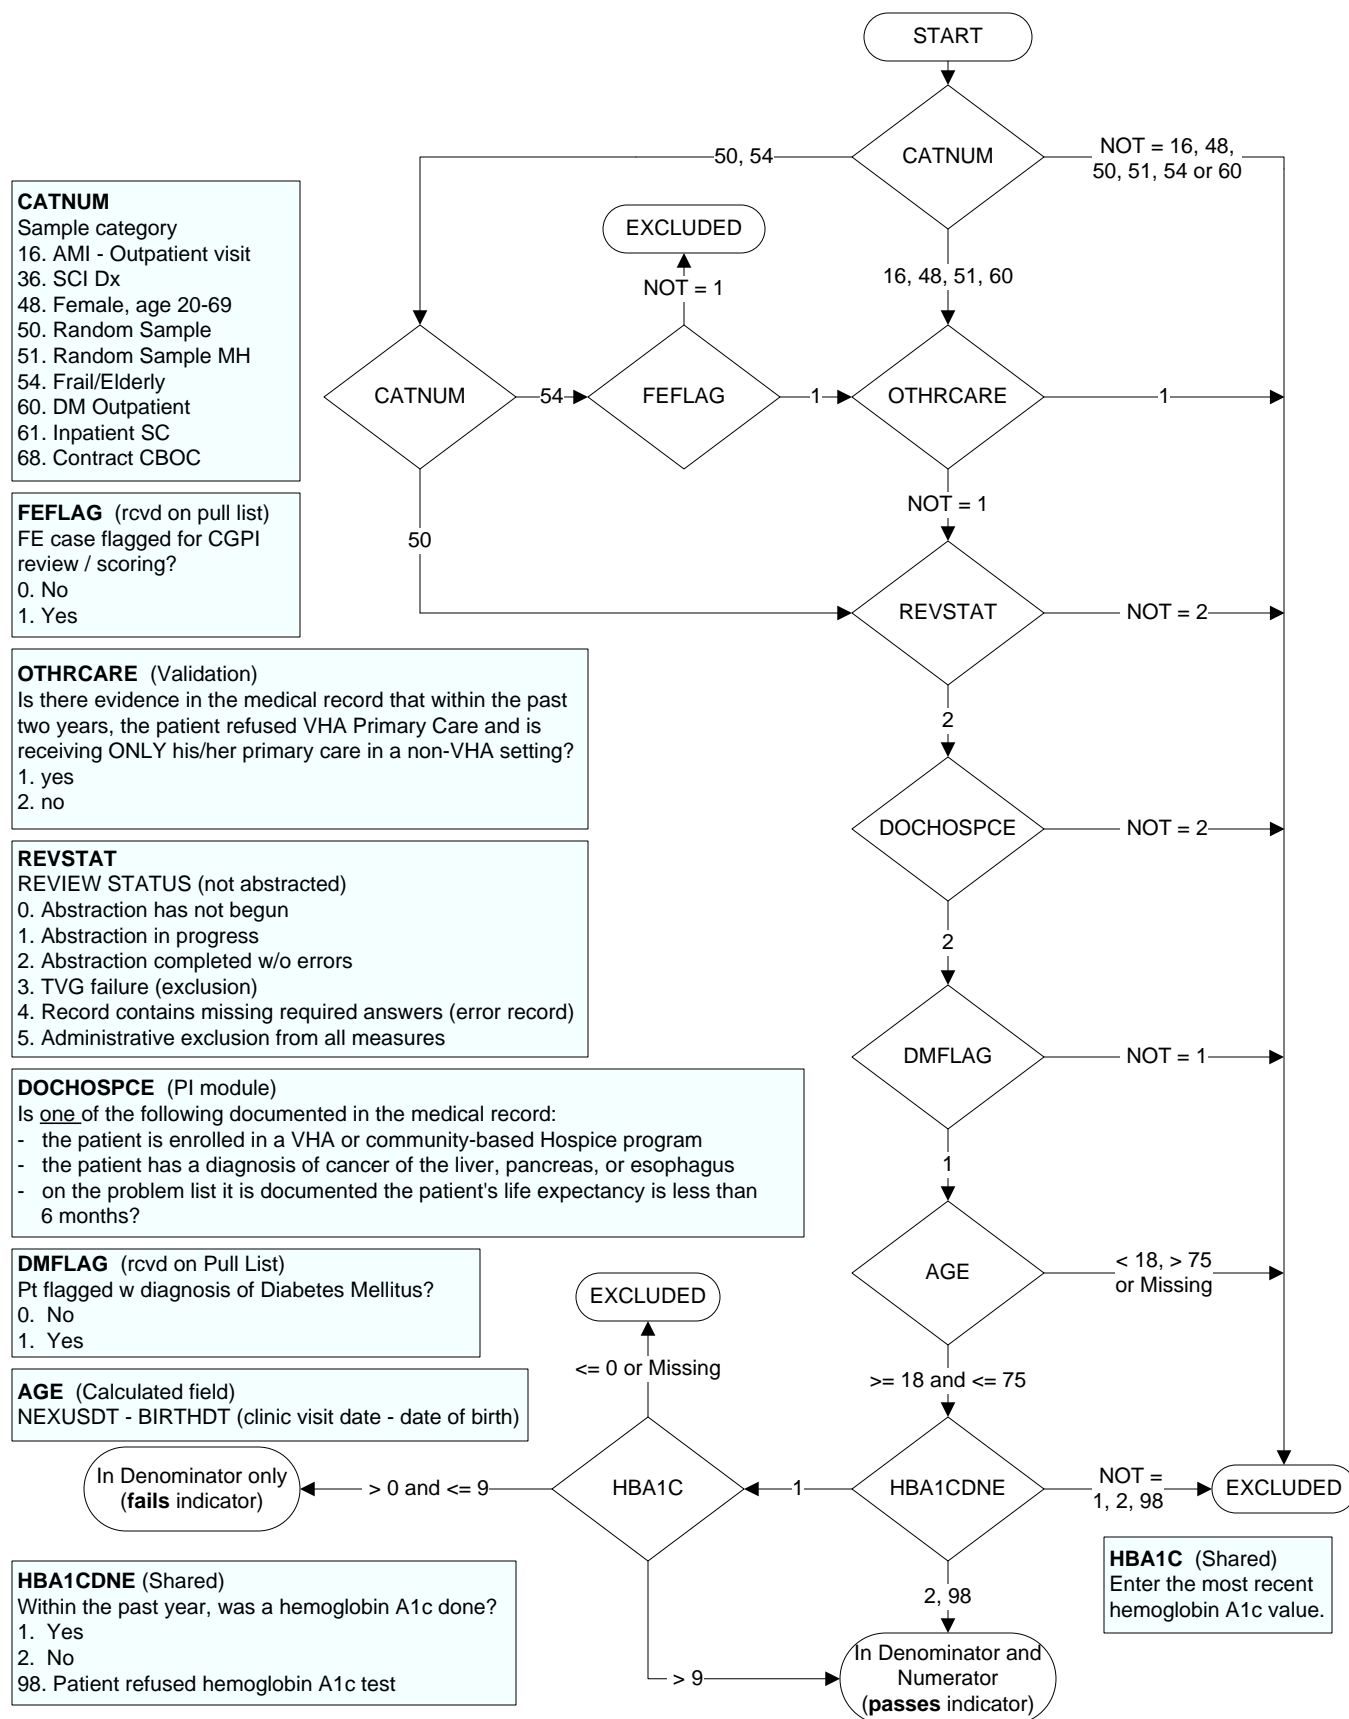 START
CATNUM
50, 54
NOT = 16, 48,
50, 51, 54 or 60
16, 48, 51, 60
EXCLUDED
NOT = 1
CATNUM
54
FEFLAG
1
OTHRCARE
1
NOT = 1
50
REVSTAT
NOT = 2
2
DOCHOSPCE
NOT = 2
2
DMFLAG
NOT = 1
1
AGE
< 18, > 75
or Missing
>= 18 and <= 75
EXCLUDED
<= 0 or Missing
In Denominator only
(fails indicator)
> 0 and <= 9
HBA1C
1
HBA1CDNE
NOT =
1, 2, 98
EXCLUDED
2, 98
> 9
In Denominator and
Numerator
(passes indicator)
CATNUM
Sample category
16. AMI - Outpatient visit
36. SCI Dx
48. Female, age 20-69
50. Random Sample
51. Random Sample MH
54. Frail/Elderly
60. DM Outpatient
61. Inpatient SC
68. Contract CBOC
FEFLAG (rcvd on pull list)
FE case flagged for CGPI
review / scoring?
0. No
1. Yes
OTHRCARE (Validation)
Is there evidence in the medical record that within the past
two years, the patient refused VHA Primary Care and is
receiving ONLY his/her primary care in a non-VHA setting?
1. yes
2. no
REVSTAT
REVIEW STATUS (not abstracted)
0. Abstraction has not begun
1. Abstraction in progress
2. Abstraction completed w/o errors
3. TVG failure (exclusion)
4. Record contains missing required answers (error record)
5. Administrative exclusion from all measures
DOCHOSPCE (PI module)
Is one of the following documented in the medical record:
- the patient is enrolled in a VHA or community-based Hospice program
- the patient has a diagnosis of cancer of the liver, pancreas, or esophagus
- on the problem list it is documented the patient's life expectancy is less than
6 months?
DMFLAG (rcvd on Pull List)
Pt flagged w diagnosis of Diabetes Mellitus?
0. No
1. Yes
AGE (Calculated field)
NEXUSDT - BIRTHDT (clinic visit date - date of birth)
HBA1CDNE (Shared)
Within the past year, was a hemoglobin A1c done?
1. Yes
2. No
98. Patient refused hemoglobin A1c test
HBA1C (Shared)
Enter the most recent
hemoglobin A1c value.